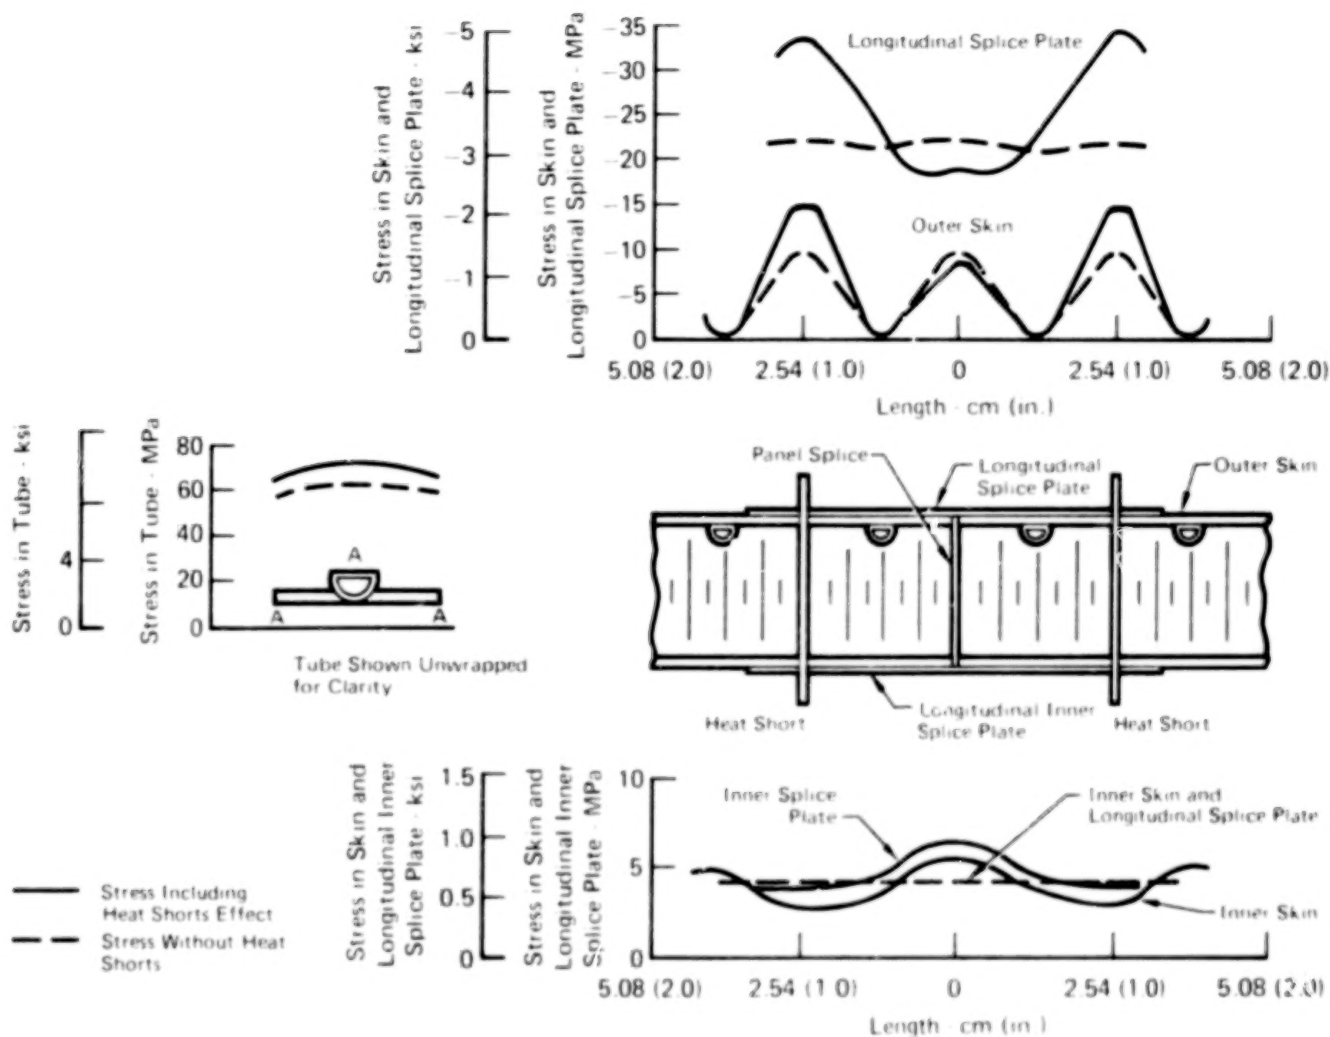 Stress in Skin and
Longitudinal Splice Plate · ksi
–5
–4
–3
–2
–1
0
Stress in Skin and
Longitudinal Splice Plate · MPa
–35
–30
–25
–20
–15
–10
–5
0
Longitudinal Splice Plate
Outer Skin
5.08 (2.0)
2.54 (1.0)
0
2.54 (1.0)
5.08 (2.0)
Length · cm (in.)
Stress in Tube · ksi
4
0
Stress in Tube · MPa
80
60
40
20
0
A
A
A
Tube Shown Unwrapped
for Clarity
Panel Splice
Longitudinal
Splice Plate
Outer Skin
Heat Short
Longitudinal Inner
Splice Plate
Heat Short
Stress in Skin and
Longitudinal Inner
Splice Plate · ksi
1.5
1.0
0.5
0
Stress in Skin and
Longitudinal Inner
Splice Plate · MPa
10
5
0
Inner Splice
Plate
Inner Skin and
Longitudinal Splice Plate
Inner Skin
5.08 (2.0)
2.54 (1.0)
0
2.54 (1.0)
5.08 (2.0)
Length · cm (in.)
Stress Including
Heat Shorts Effect
Stress Without Heat
Shorts